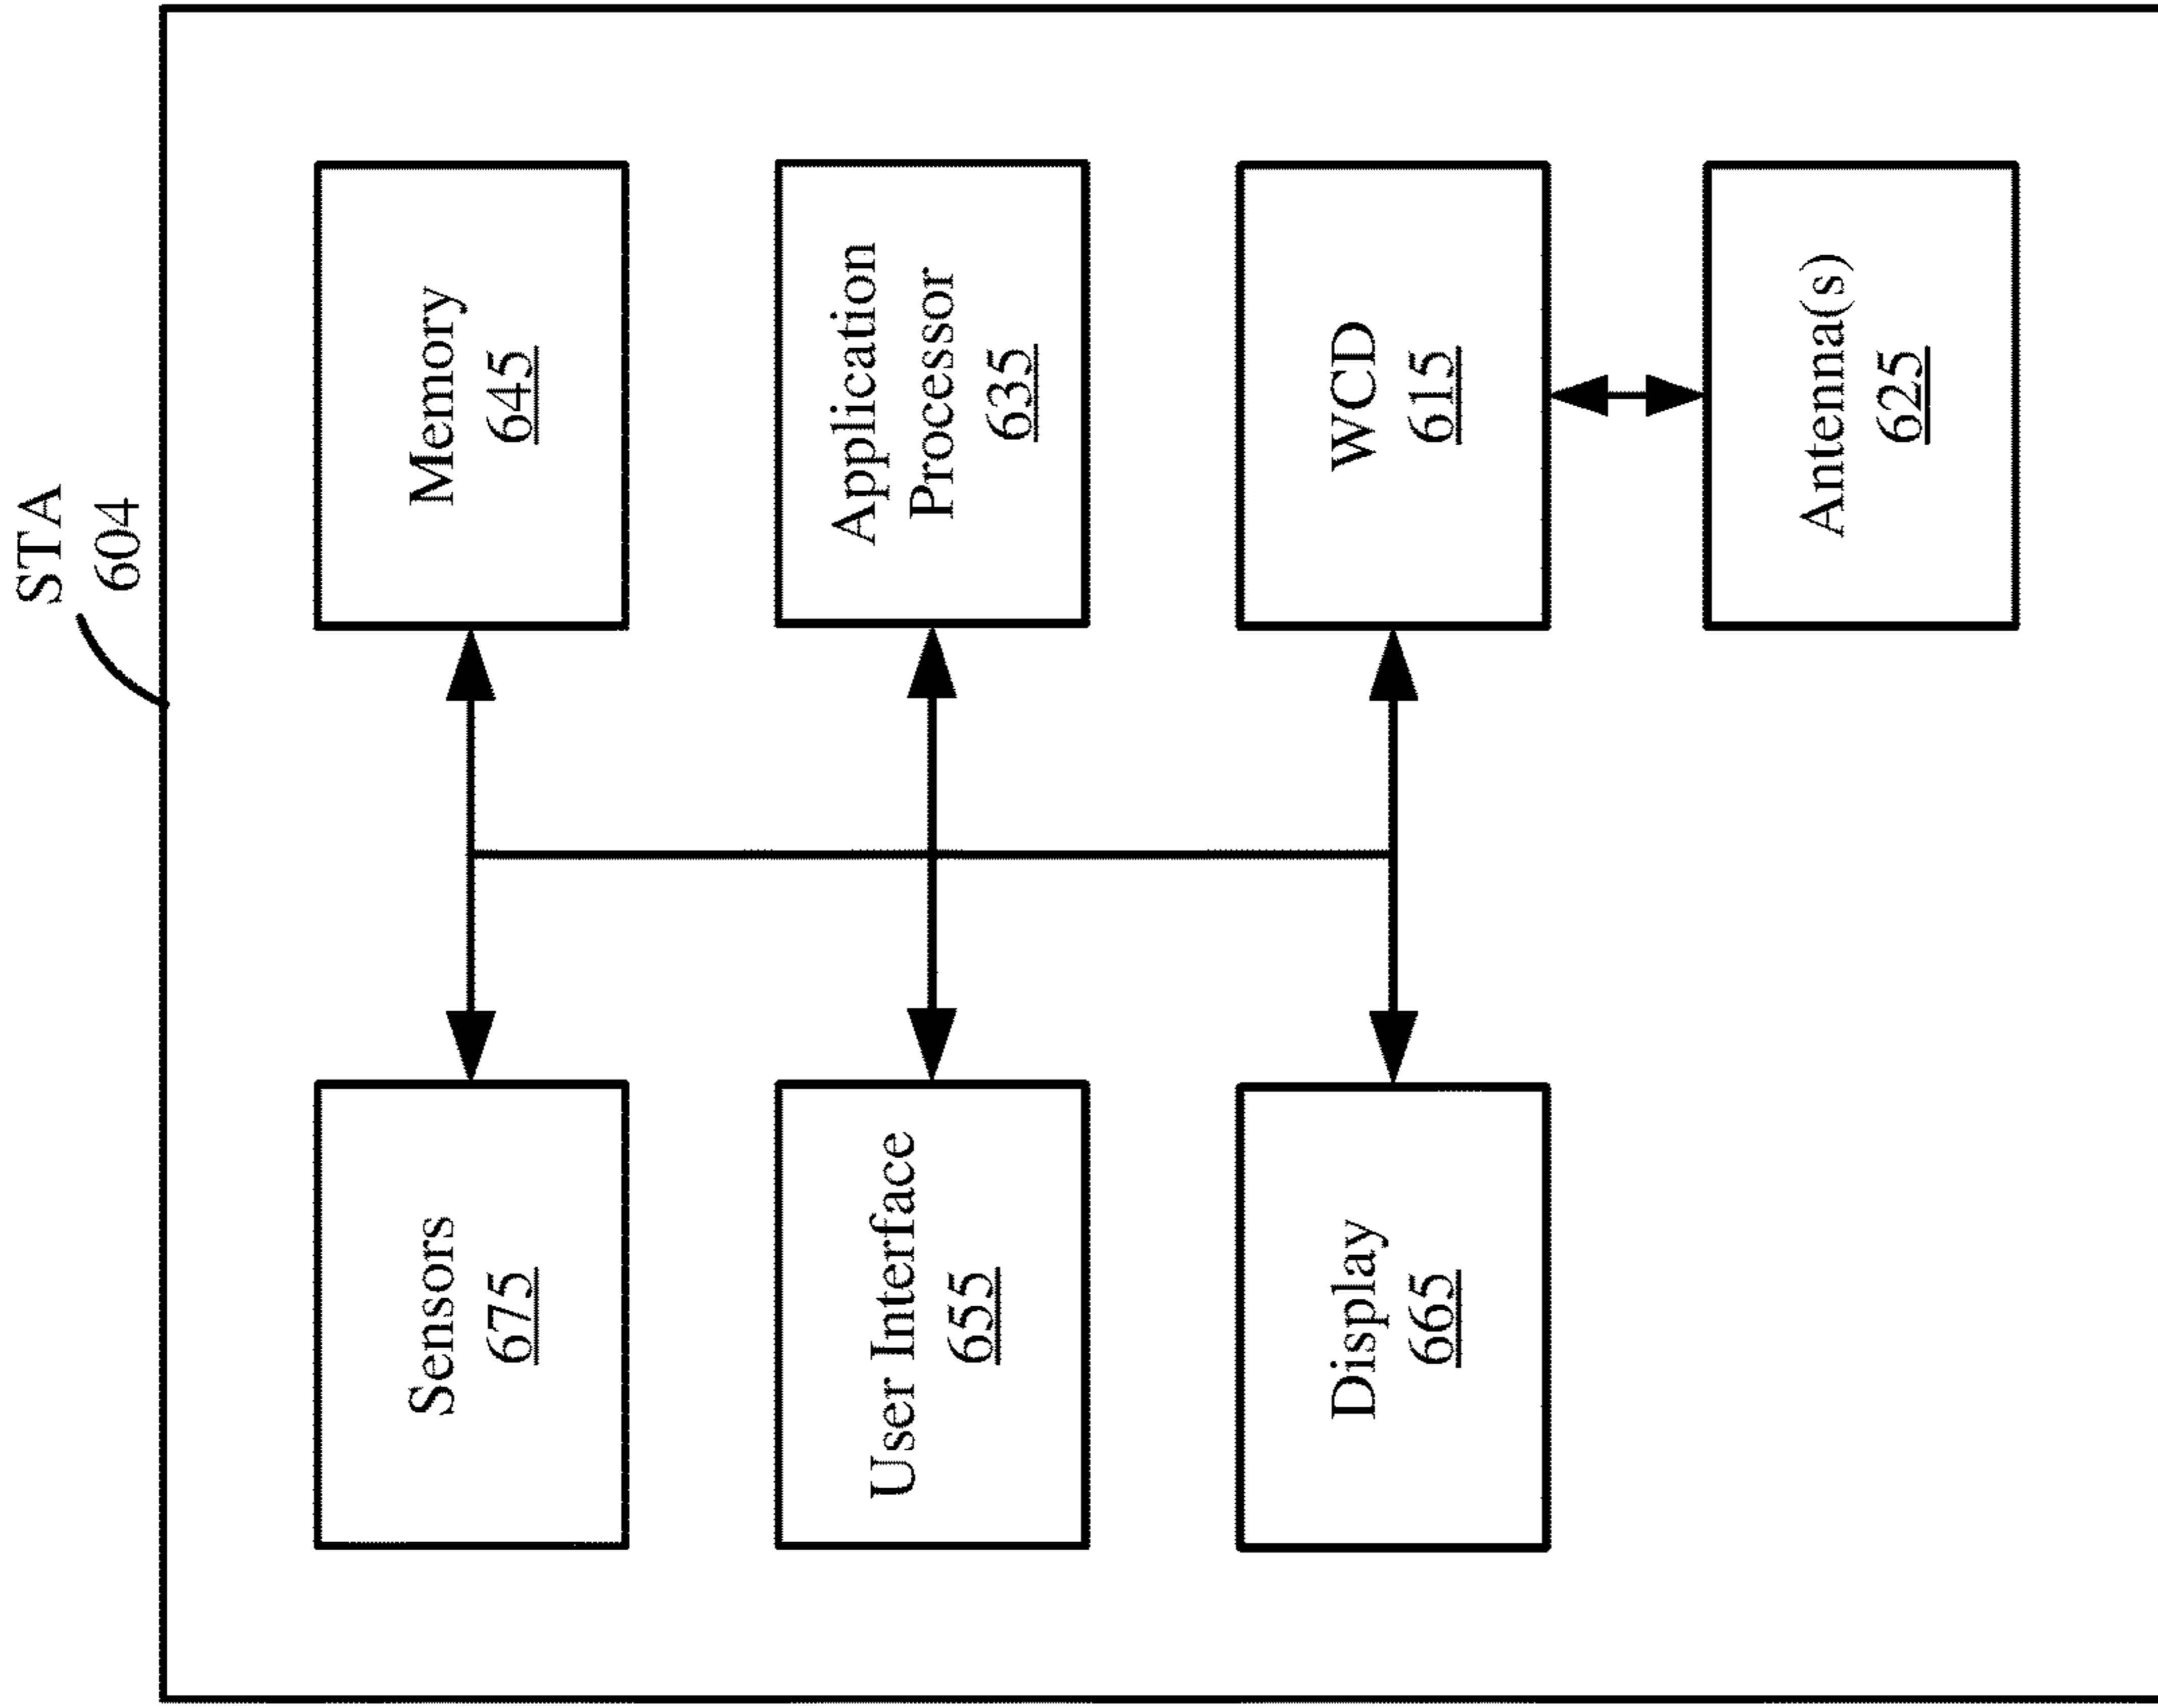 STA
604
Sensors
675
Memory
645
User Interface
655
Application
Processor
635
Display
665
WCD
615
Antenna(s)
625